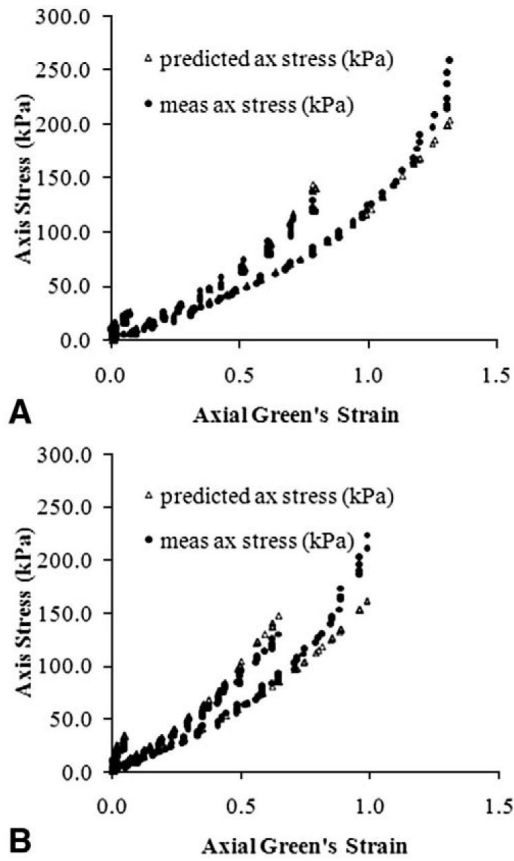 300.0
250.0
200.0
150.0
100.0
50.0
0.0
Axis Stress (kPa)
predicted ax stress (kPa)
meas ax stress (kPa)
0.0 0.5 1.0 1.5
A
Axial Green's Strain
300.0
250.0
200.0
150.0
100.0
50.0
0.0
Axis Stress (kPa)
predicted ax stress (kPa)
meas ax stress (kPa)
0.0 0.5 1.0 1.5
B
Axial Green's Strain